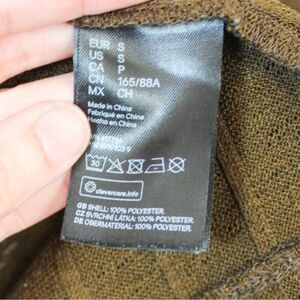 EUR S
US S
CA P
CN 165/88A
MX CH
Made in China
Fabriqué en Chine
Hecho en China
30
clevercare.info
GB SHELL: 100% POLYESTER.
CZ SVRCHNÍ LÁTKA: 100% POLYESTER.
DE OBERMATERIAL: 100% POLYESTER.